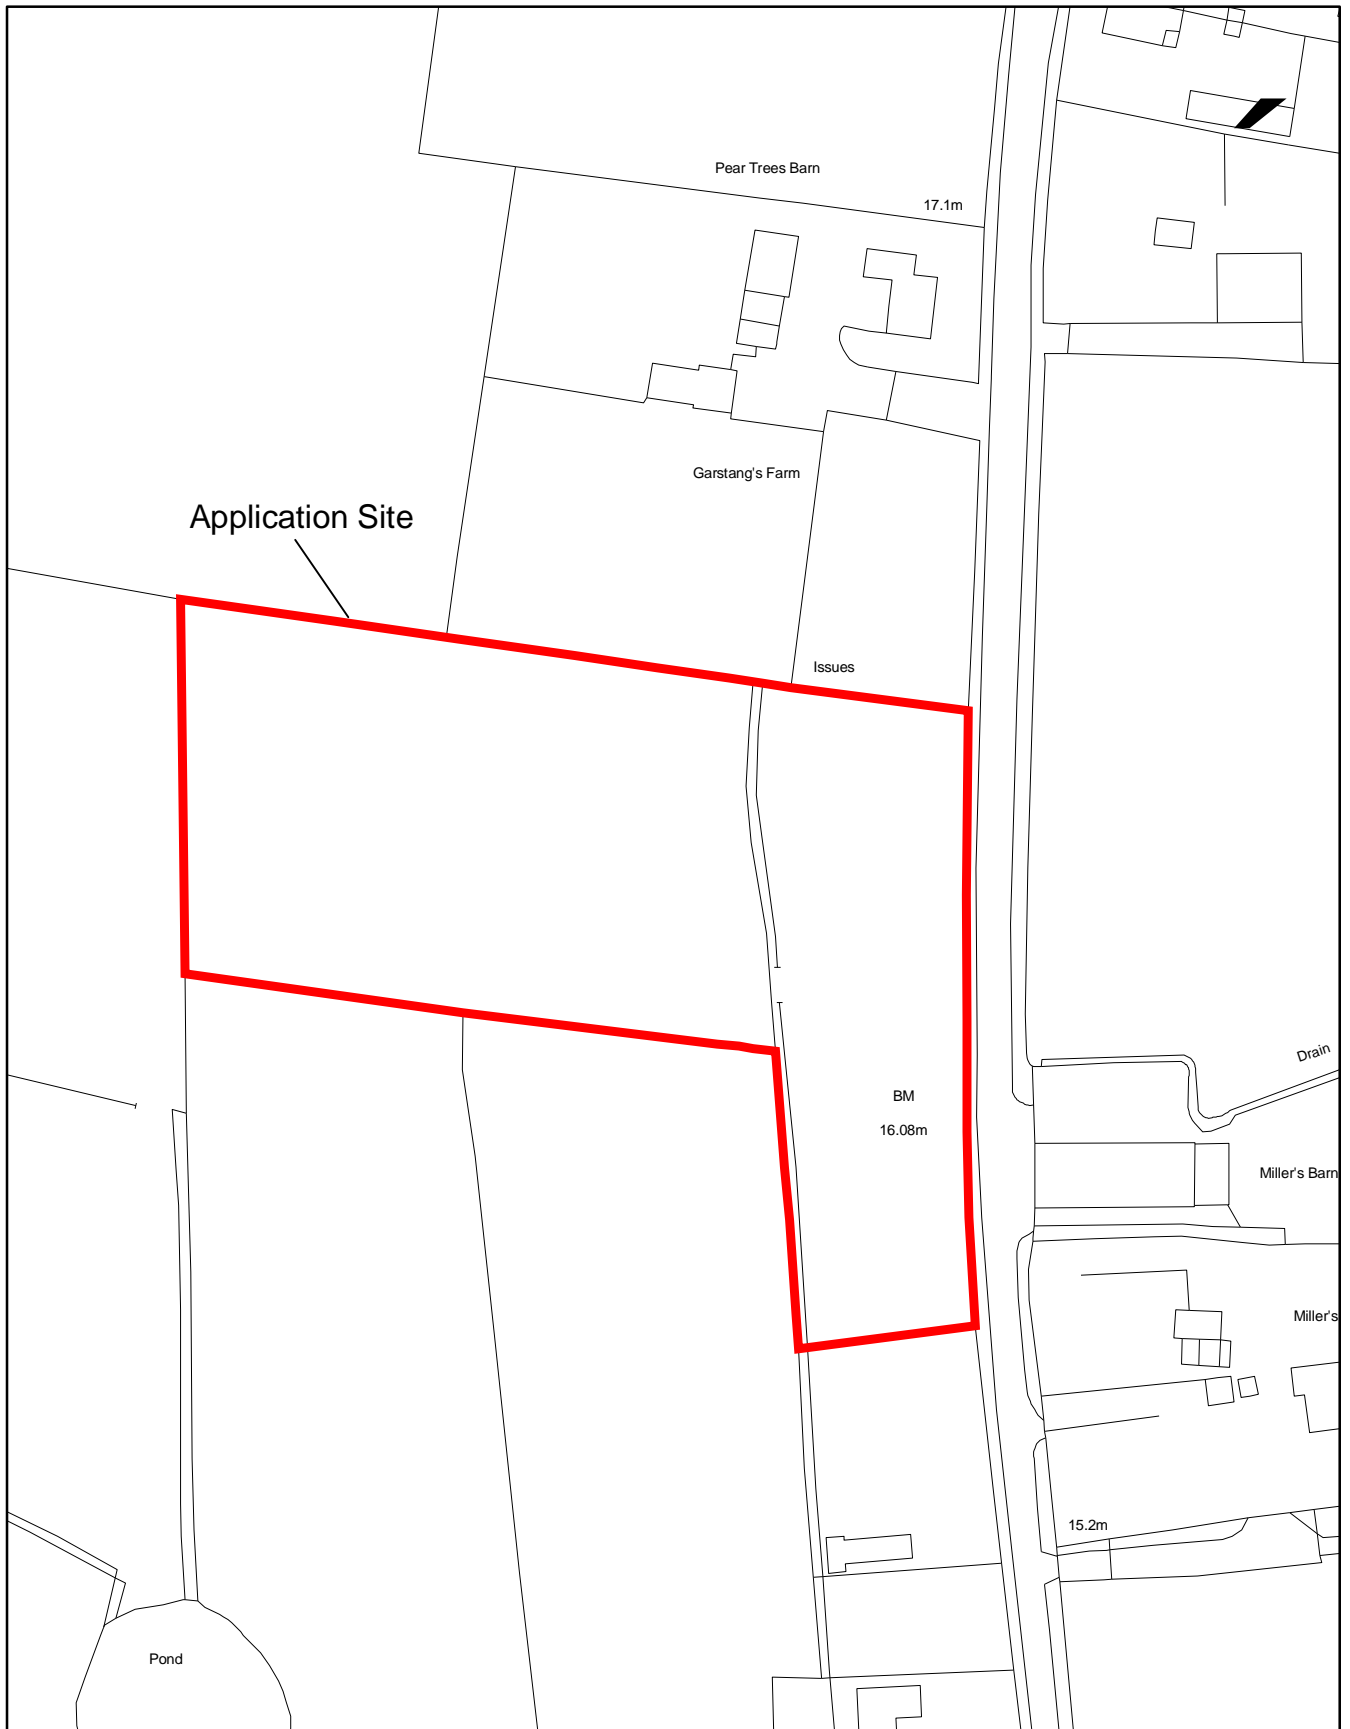 Pear Trees Barn
17.1m
Garstang's Farm
Application Site
Issues
Drain
BM
16.08m
Miller's Barn
Miller's
15.2m
Pond